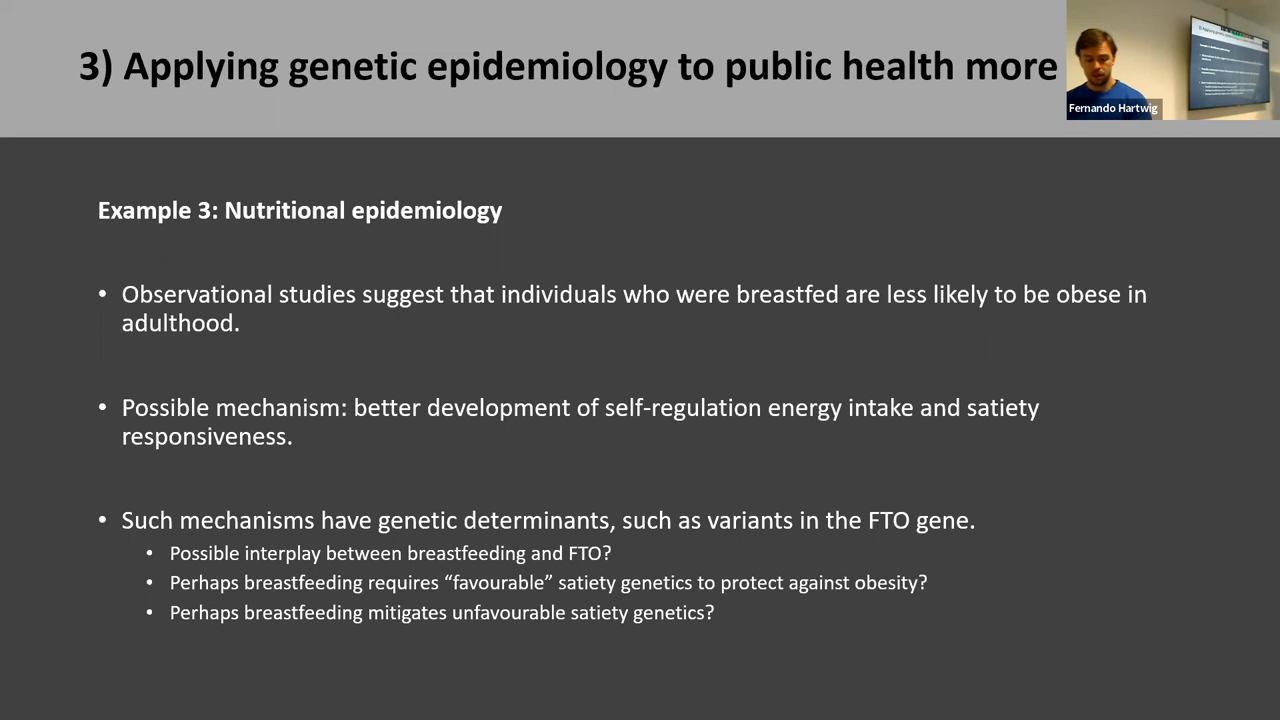 3) Applying genetic epidemiology to public health more
Fernando Hartwig
Example 3: Nutritional epidemiology
• Observational studies suggest that individuals who were breastfed are less likely to be obese in
adulthood.
• Possible mechanism: better development of self-regulation energy intake and satiety
responsiveness.
• Such mechanisms have genetic determinants, such as variants in the FTO gene.
• Possible interplay between breastfeeding and FTO?
• Perhaps breastfeeding requires “favourable” satiety genetics to protect against obesity?
• Perhaps breastfeeding mitigates unfavourable satiety genetics?